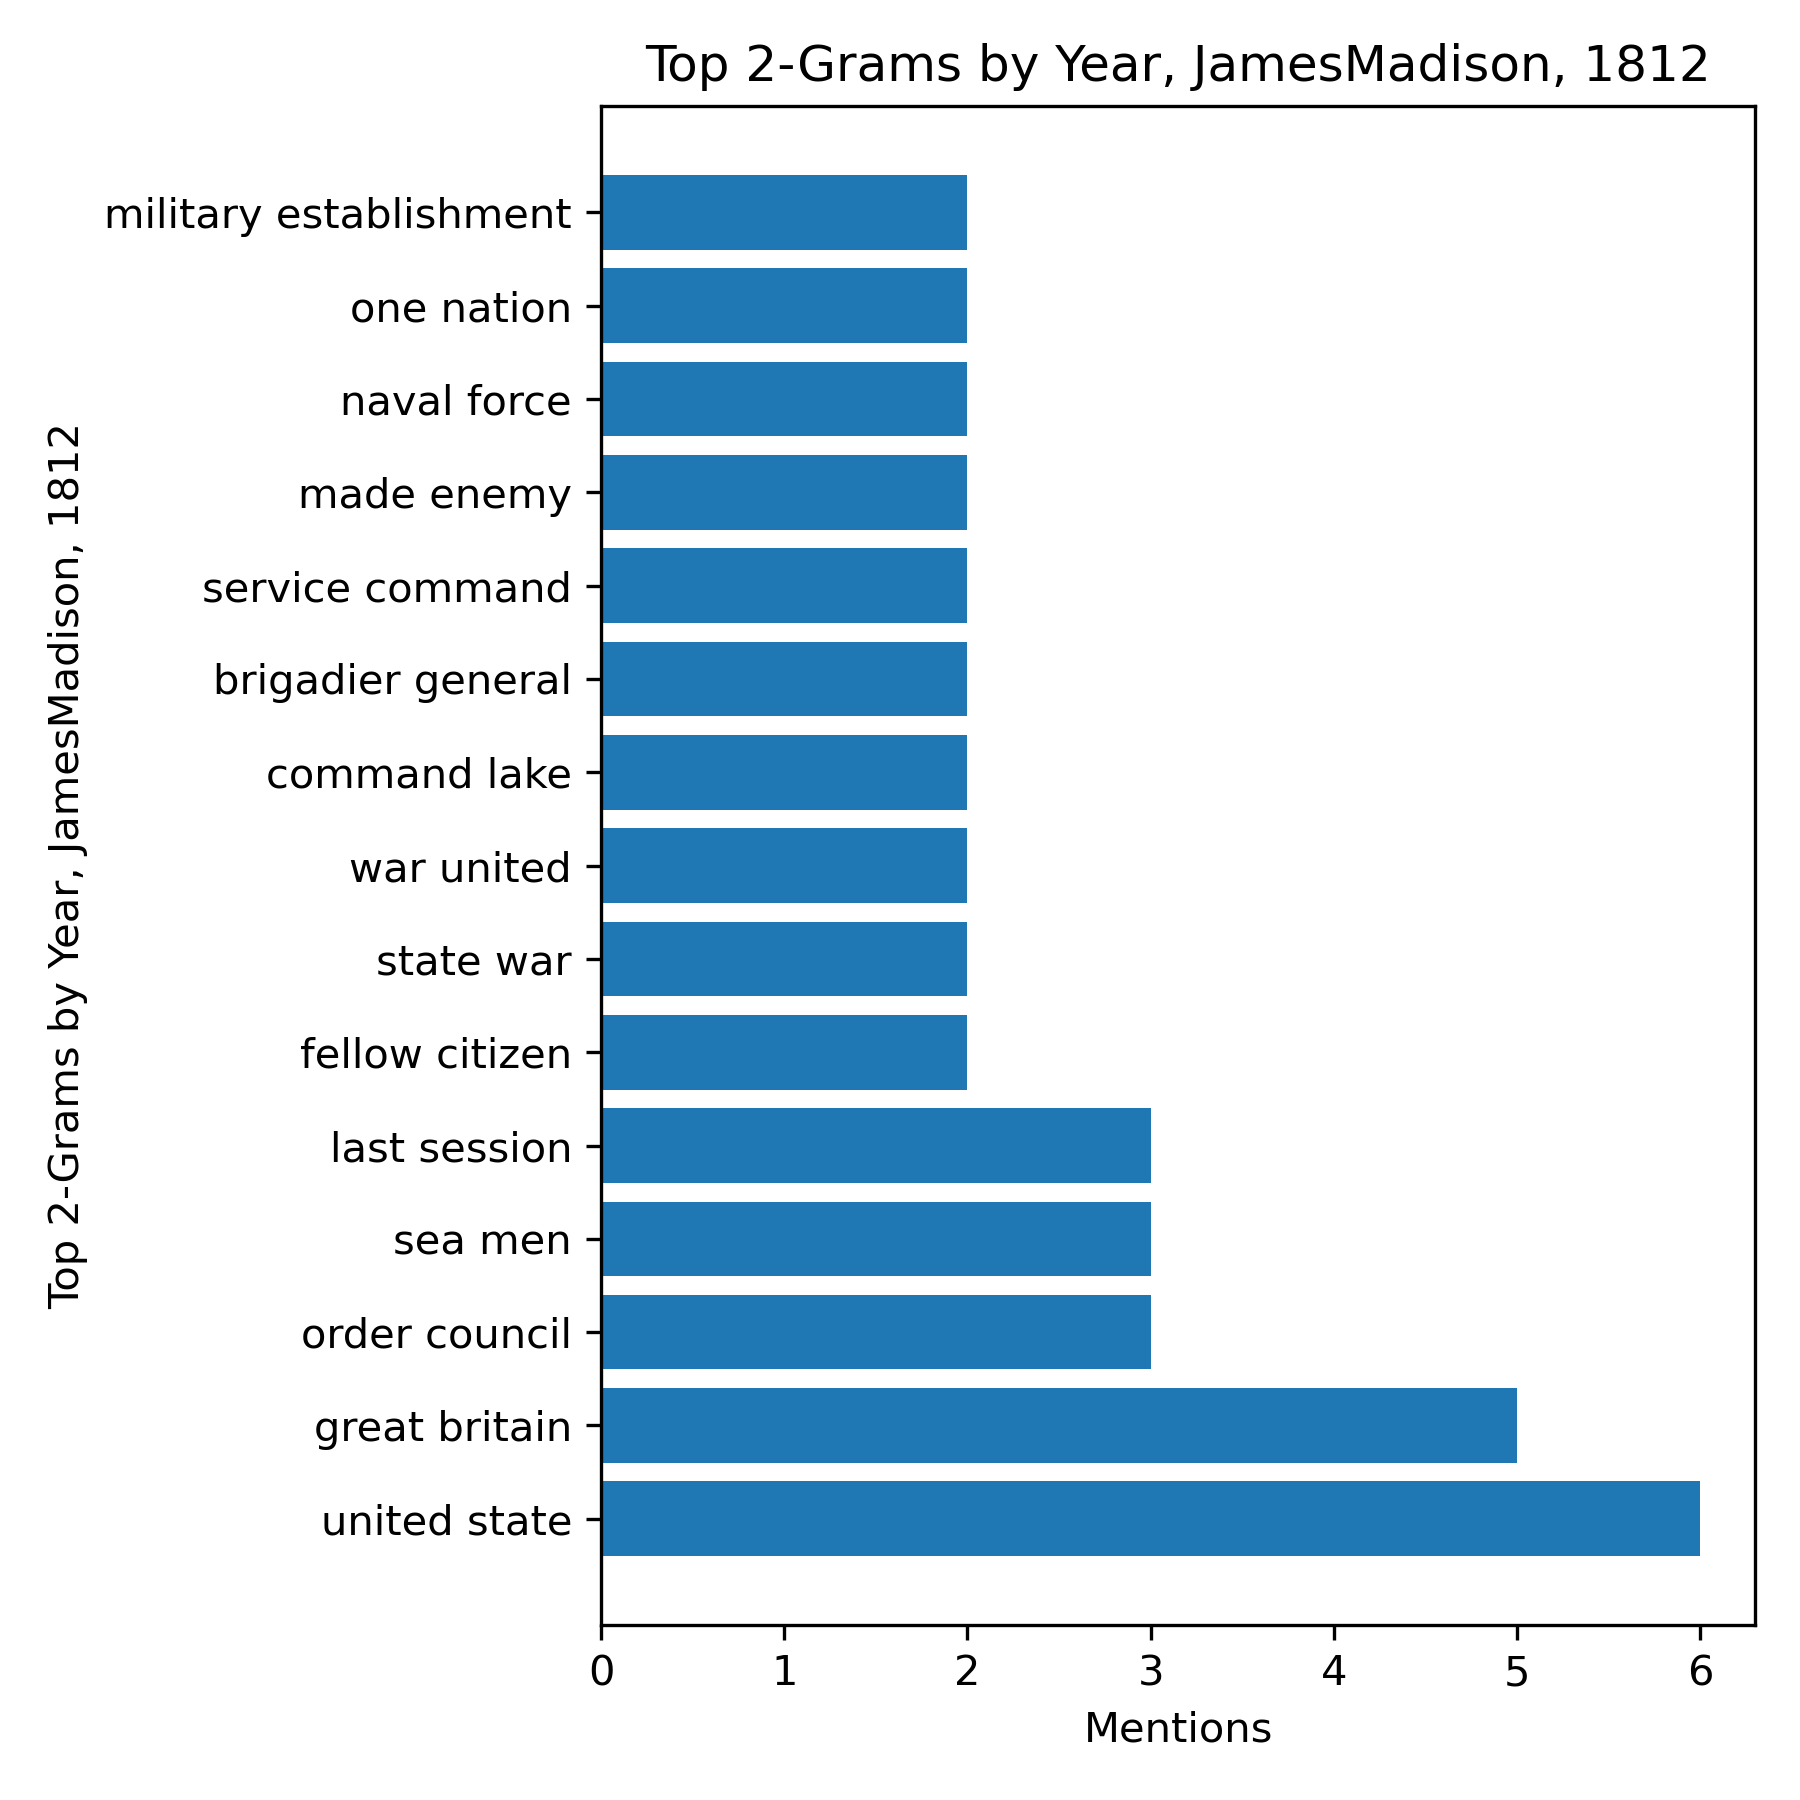 Top 2-Grams by Year, JamesMadison, 1812
military establishment
one nation
naval force
made enemy
service command
brigadier general
command lake
war united
state war
fellow citizen
last session
sea men
order council
great britain
united state
Top 2-Grams by Year, JamesMadison, 1812
0 1 2 3 4 5 6
Mentions